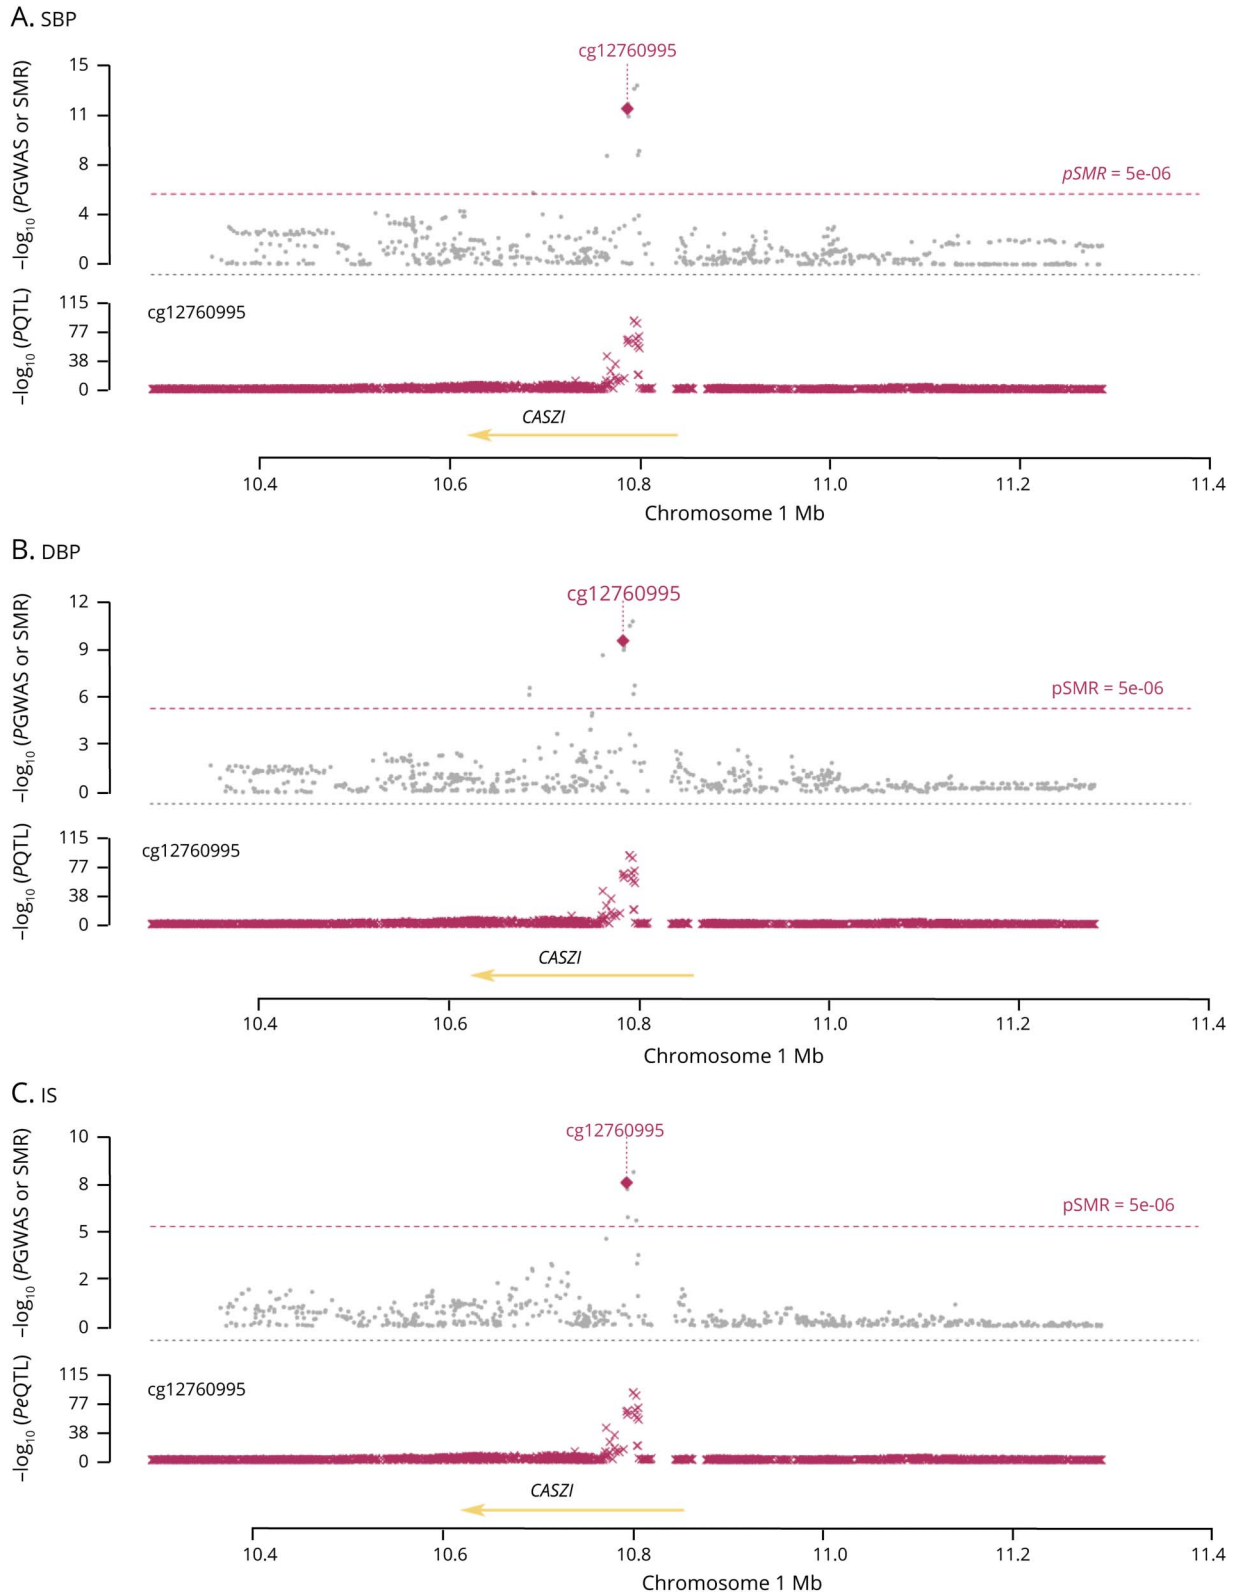 A. SBP
cg12760995
−log10 (PGWAS or SMR)
15
11
8
4
0
pSMR = 5e-06
−log10 (PQTL)
115
77
38
0
cg12760995
CASZI
10.4 10.6 10.8 11.0 11.2 11.4
Chromosome 1 Mb
B. DBP
cg12760995
−log10 (PGWAS or SMR)
12
9
6
3
0
pSMR = 5e-06
−log10 (PQTL)
115
77
38
0
cg12760995
CASZI
10.4 10.6 10.8 11.0 11.2 11.4
Chromosome 1 Mb
C. IS
cg12760995
−log10 (PGWAS or SMR)
10
8
5
2
0
pSMR = 5e-06
−log10 (PeQTL)
115
77
38
0
cg12760995
CASZI
10.4 10.6 10.8 11.0 11.2 11.4
Chromosome 1 Mb